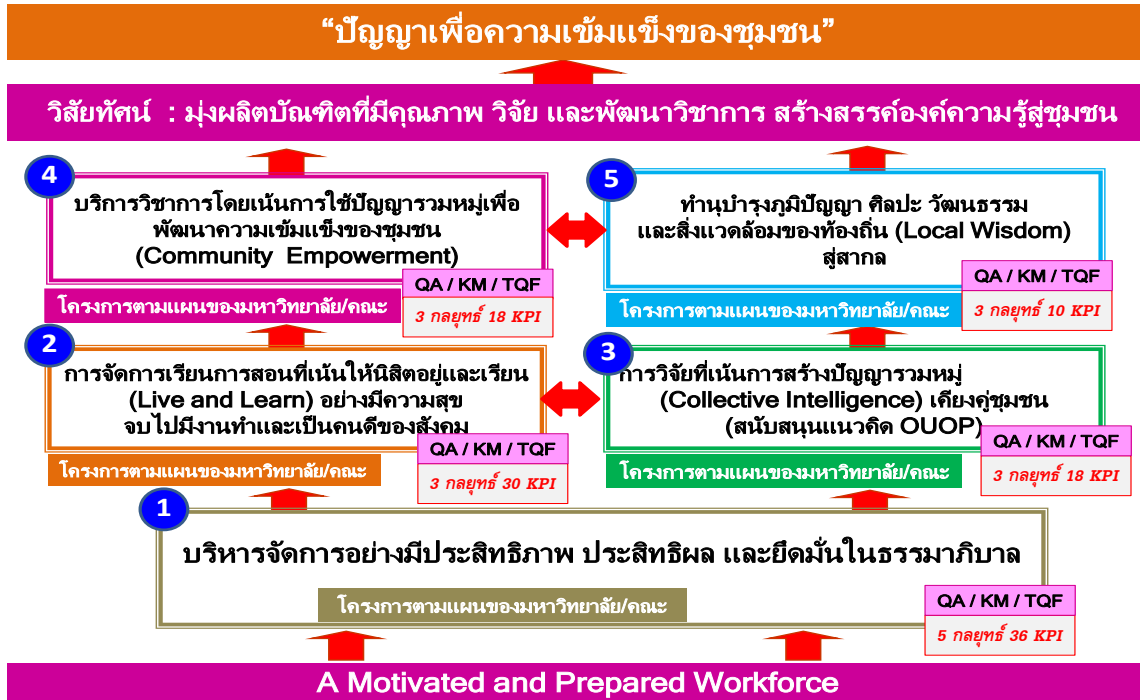 “ปัญญาเพื่อความเข้มแข็งของชุมชน”
วิสัยทัศน์ : มุ่งผลิตบัณฑิตที่มีคุณภาพ วิจัย และพัฒนาวิชาการ สร้างสรรค์องค์ความรู้สู่ชุมชน
4
บริการวิชาการโดยเน้นการใช้ปัญญารวมหมู่เพื่อ
พัฒนาความเข้มแข็งของชุมชน
(Community Empowerment)
QA / KM / TQF
โครงการตามแผนของมหาวิทยาลัย/คณะ
3 กลยุทธ์ 18 KPI
5
ทำนุบำรุงภูมิปัญญา ศิลปะ วัฒนธรรม
และสิ่งแวดล้อมของท้องถิ่น (Local Wisdom)
สู่สากล
QA / KM / TQF
โครงการตามแผนของมหาวิทยาลัย/คณะ
3 กลยุทธ์ 10 KPI
2
การจัดการเรียนการสอนที่เน้นให้นิสิตอยู่และเรียน
(Live and Learn) อย่างมีความสุข
จบไปมีงานทำและเป็นคนดีของสังคม
QA / KM / TQF
โครงการตามแผนของมหาวิทยาลัย/คณะ
3 กลยุทธ์ 30 KPI
3
การวิจัยที่เน้นการสร้างปัญญารวมหมู่
(Collective Intelligence) เคียงคู่ชุมชน
(สนับสนุนแนวคิด OUOP)
QA / KM / TQF
โครงการตามแผนของมหาวิทยาลัย/คณะ
3 กลยุทธ์ 18 KPI
1
บริหารจัดการอย่างมีประสิทธิภาพ ประสิทธิผล และยึดมั่นในธรรมาภิบาล
โครงการตามแผนของมหาวิทยาลัย/คณะ
QA / KM / TQF
5 กลยุทธ์ 36 KPI
A Motivated and Prepared Workforce